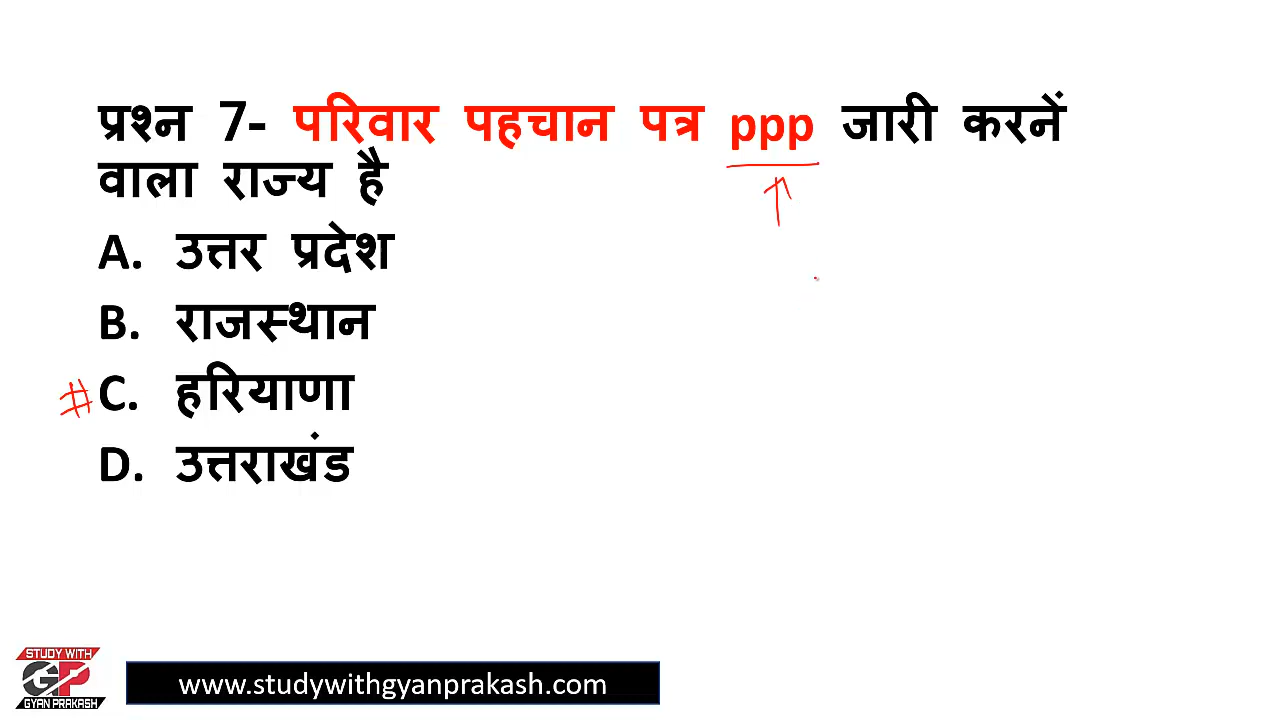 प्रश्न 7- परिवार पहचान पत्र ppp जारी करनें
वाला राज्य है
A. उत्तर प्रदेश
B. राजस्थान
# C. हरियाणा
D. उत्तराखंड
STUDY WITH
GP
GYAN PRAKASH
www.studywithgyanprakash.com